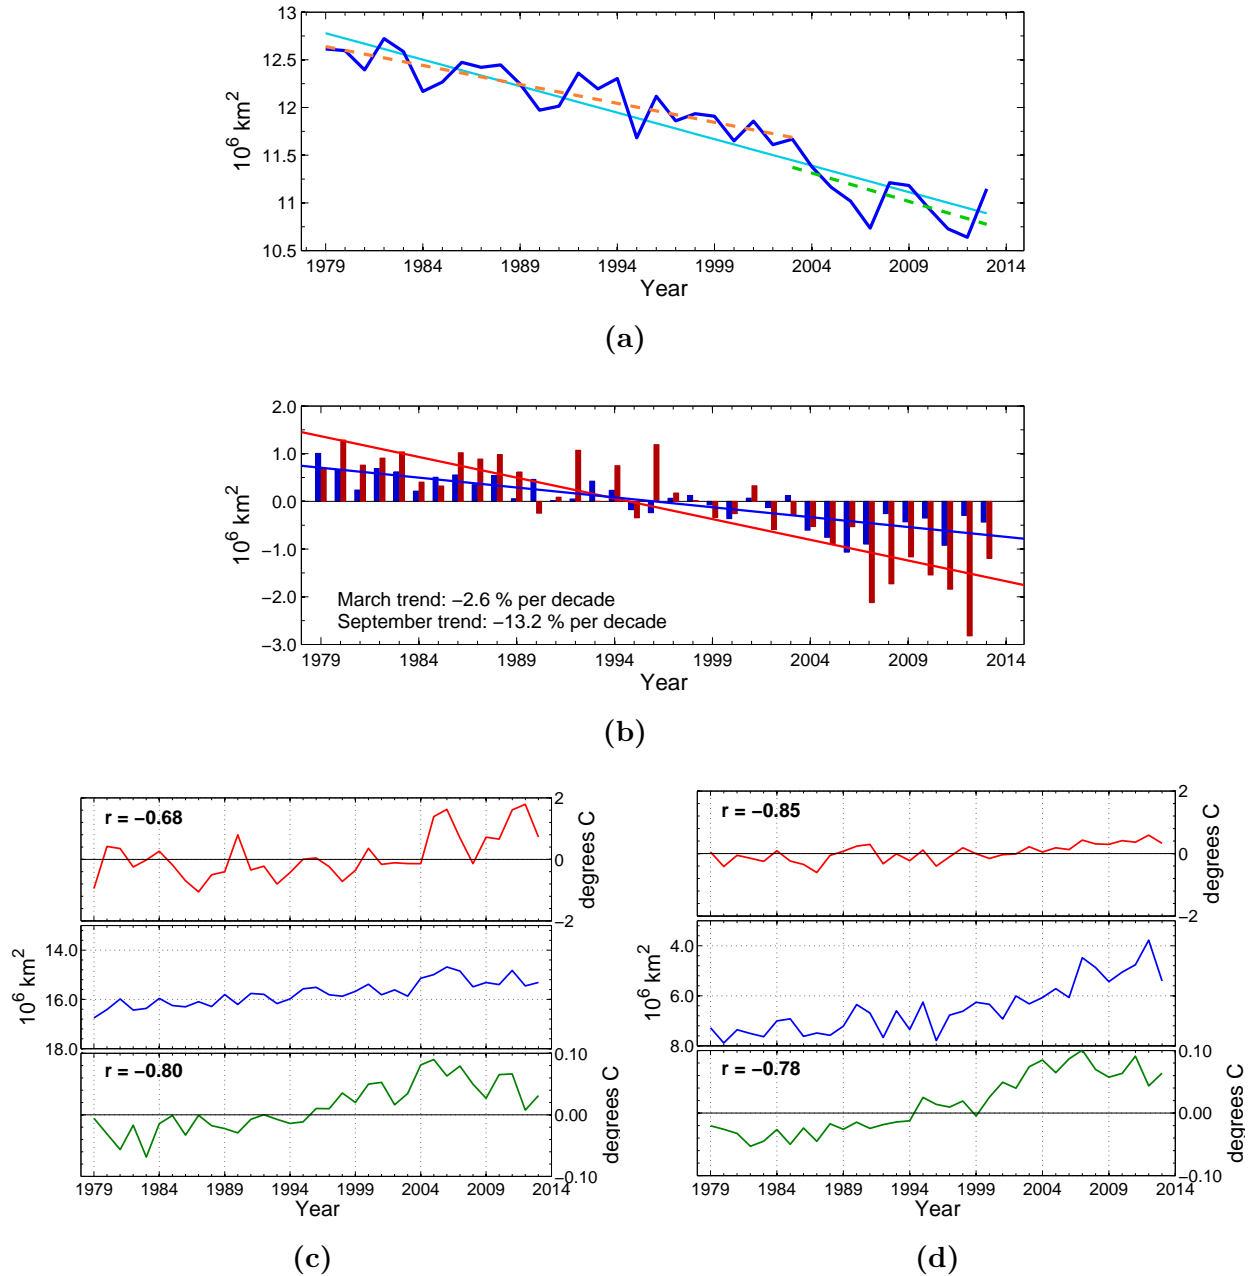 13
12.5
12
11.5
11
10.5
10⁶ km²
1979 1984 1989 1994 1999 2004 2009 2014
Year
(a)
2.0
1.0
0.0
−1.0
−2.0
−3.0
10⁶ km²
March trend: −2.6 % per decade
September trend: −13.2 % per decade
1979 1984 1989 1994 1999 2004 2009 2014
Year
(b)
r = −0.68
2
0
−2
degrees C
14.0
16.0
18.0
10⁶ km²
r = −0.80
0.10
0.00
−0.10
degrees C
1979 1984 1989 1994 1999 2004 2009 2014
Year
(c)
r = −0.85
2
0
−2
degrees C
4.0
6.0
8.0
10⁶ km²
r = −0.78
0.10
0.00
−0.10
degrees C
1979 1984 1989 1994 1999 2004 2009 2014
Year
(d)